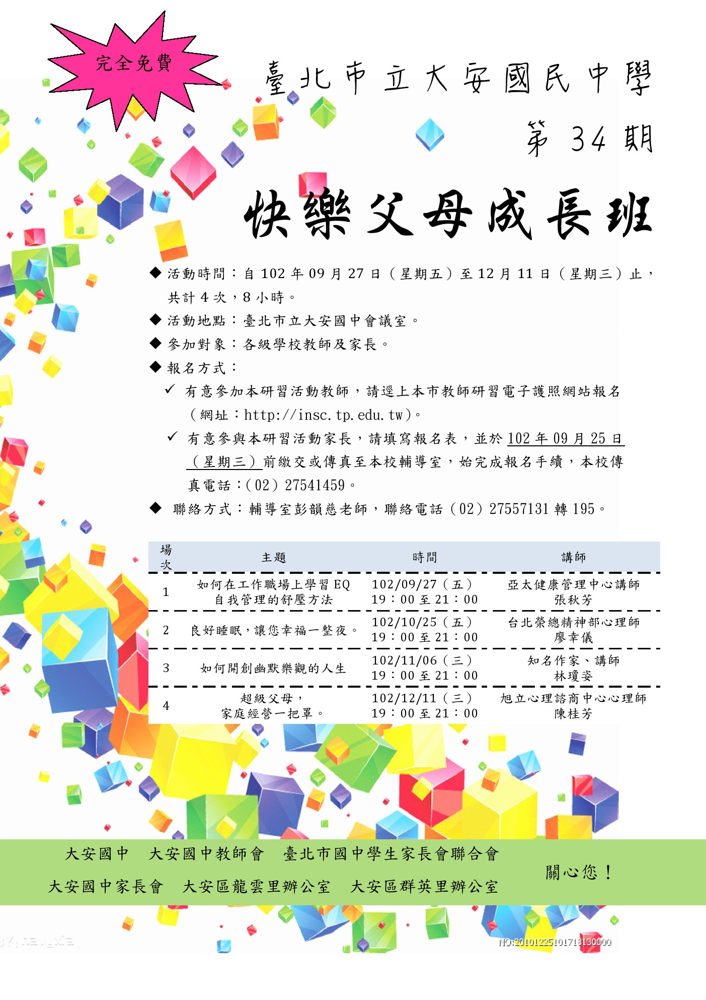 完全免費
臺北市立大安國民中學
第 34 期
快樂父母成長班
◆ 活動時間：自 102 年 09 月 27 日（星期五）至 12 月 11 日（星期三）止，
共計 4 次，8 小時。
◆ 活動地點：臺北市立大安國中會議室。
◆ 參加對象：各級學校教師及家長。
◆ 報名方式：
✓ 有意參加本研習活動教師，請逕上本市教師研習電子護照網站報名
（網址：http://insc.tp.edu.tw）。
✓ 有意參與本研習活動家長，請填寫報名表，並於 102 年 09 月 25 日
（星期三）前繳交或傳真至本校輔導室，始完成報名手續，本校傳
真電話：（02）27541459。
◆ 聯絡方式：輔導室彭韻慈老師，聯絡電話（02）27557131 轉 195。
場次 主題 時間 講師
1 如何在工作職場上學習 EQ 102/09/27（五） 亞太健康管理中心講師
自我管理的舒壓方法 19：00 至 21：00 張秋芳
2 良好睡眠，讓您幸福一整夜。 102/10/25（五） 台北榮總精神部心理師
19：00 至 21：00 廖幸儀
3 如何開創幽默樂觀的人生 102/11/06（三） 知名作家、講師
19：00 至 21：00 林瓊姿
4 超級父母， 102/12/11（三） 旭立心理諮商中心心理師
家庭經營一把罩。 19：00 至 21：00 陳桂芳
大安國中 大安國中教師會 臺北市國中學生家長會聯合會
大安國中家長會 大安區龍雲里辦公室 大安區群英里辦公室
關心您！
NO:20101225101718130000